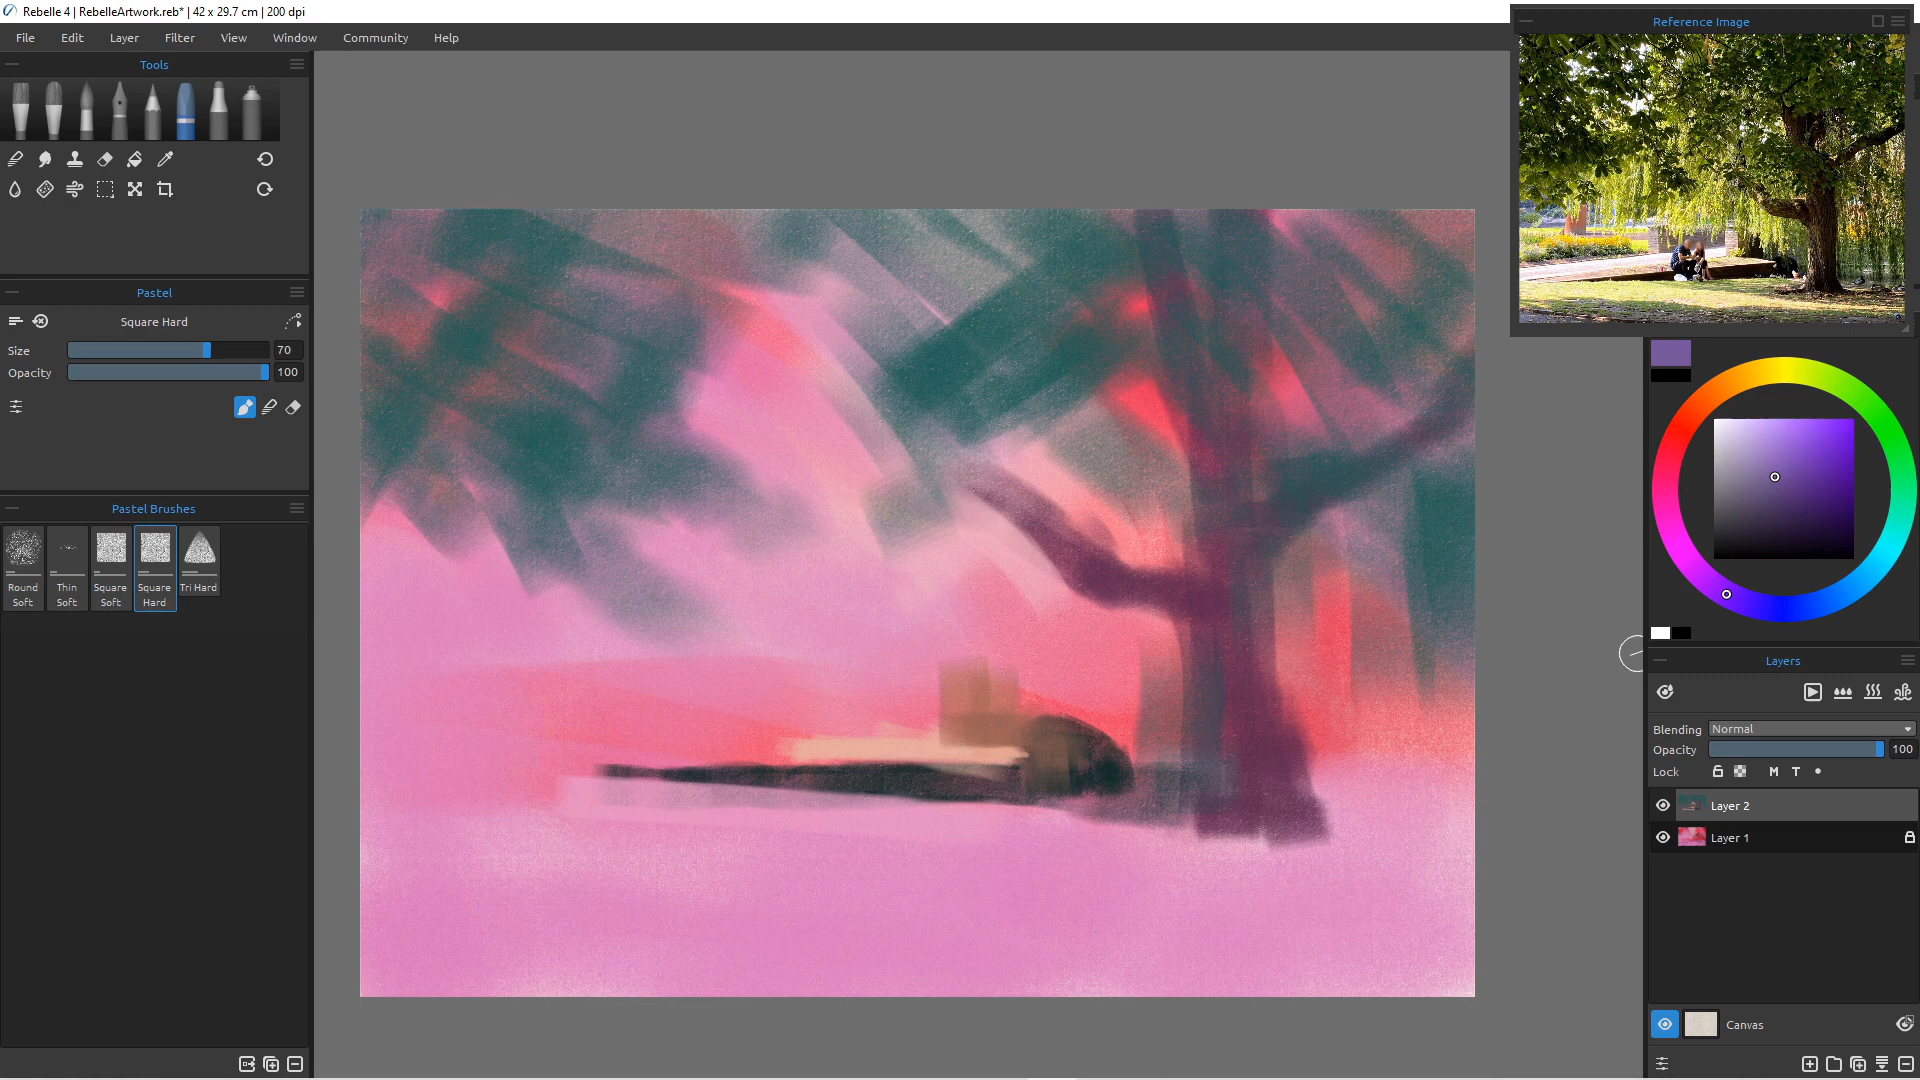 Rebelle 4 | RebelleArtwork.reb* | 42 x 29.7 cm | 200 dpi
File Edit Layer Filter View Window Community Help
Tools
Pastel
Square Hard
Size 70
Opacity 100
Pastel Brushes
Round Soft
Thin Soft
Square Soft
Square Hard
Tri Hard
Reference Image
Layers
Blending Normal
Opacity 100
Lock M T
Layer 2
Layer 1
Canvas